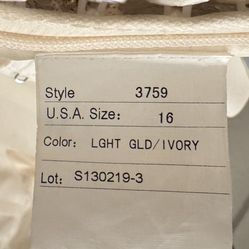 Style 3759
U.S.A. Size: 16
Color: LGHT GLD/IVORY
Lot: S130219-3